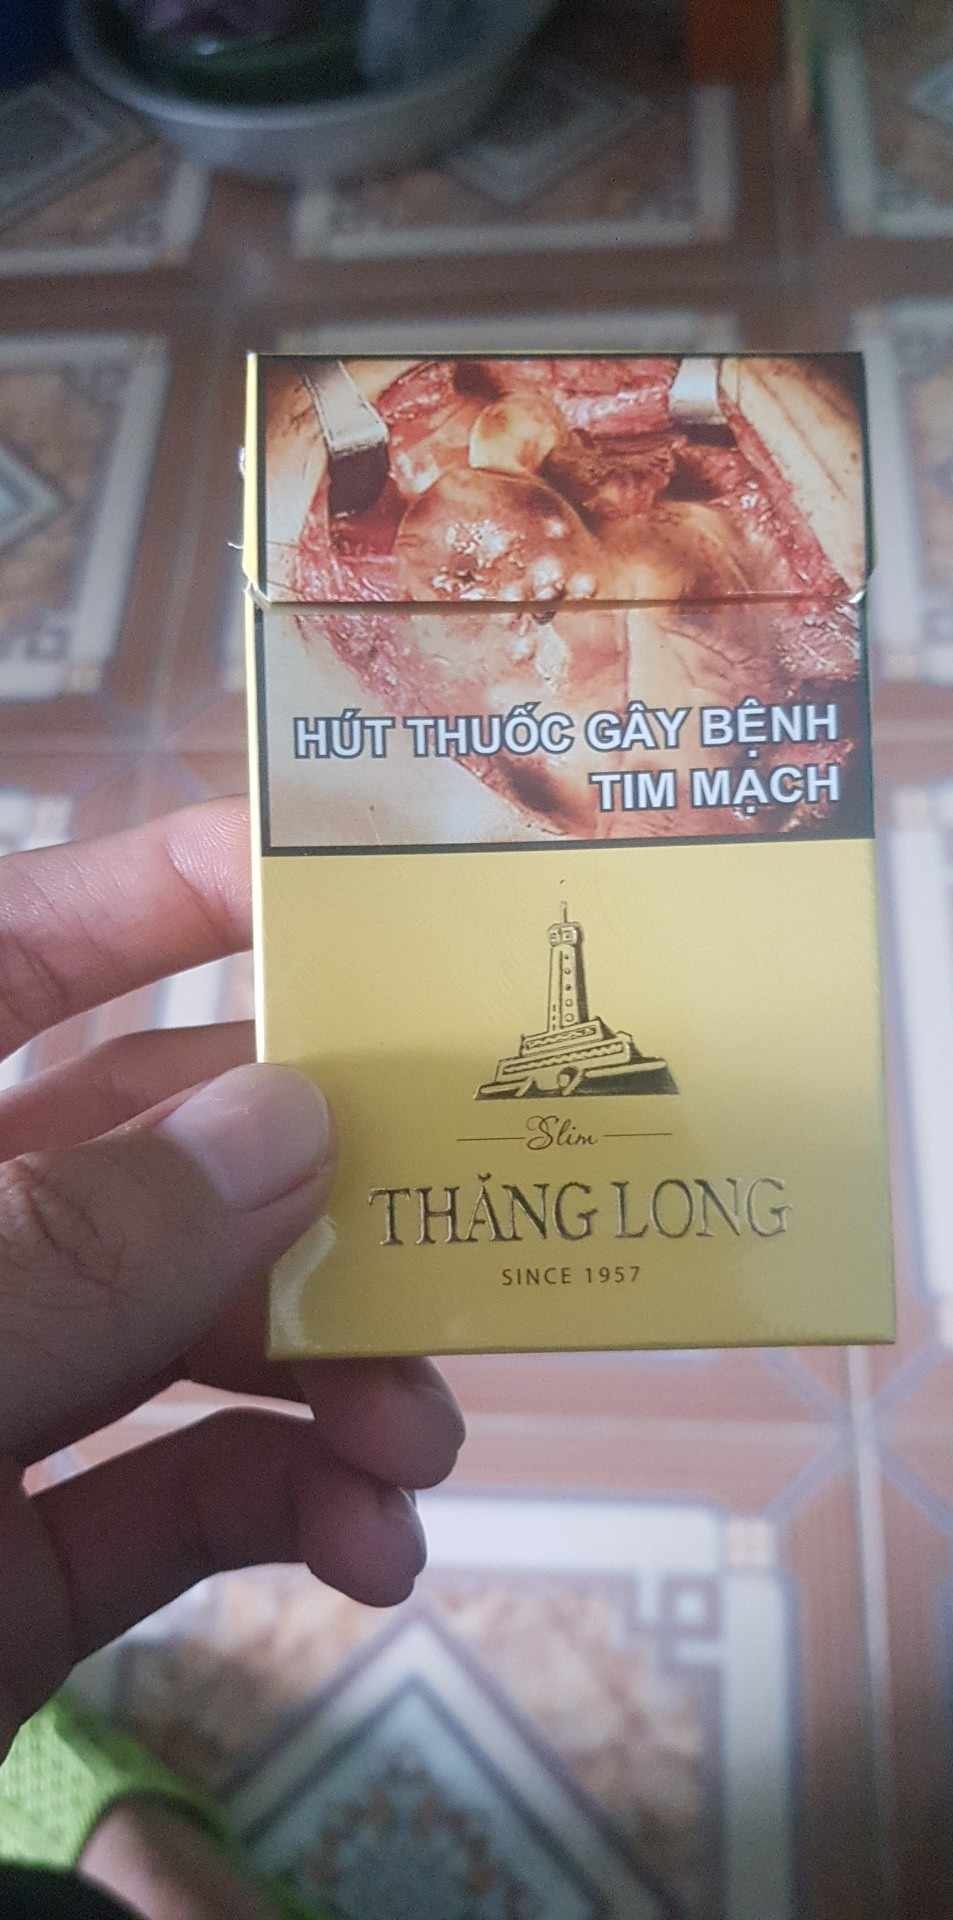 HÚT THUỐC GÂY BỆNH
TIM MẠCH
Slim
THĂNG LONG
SINCE 1957